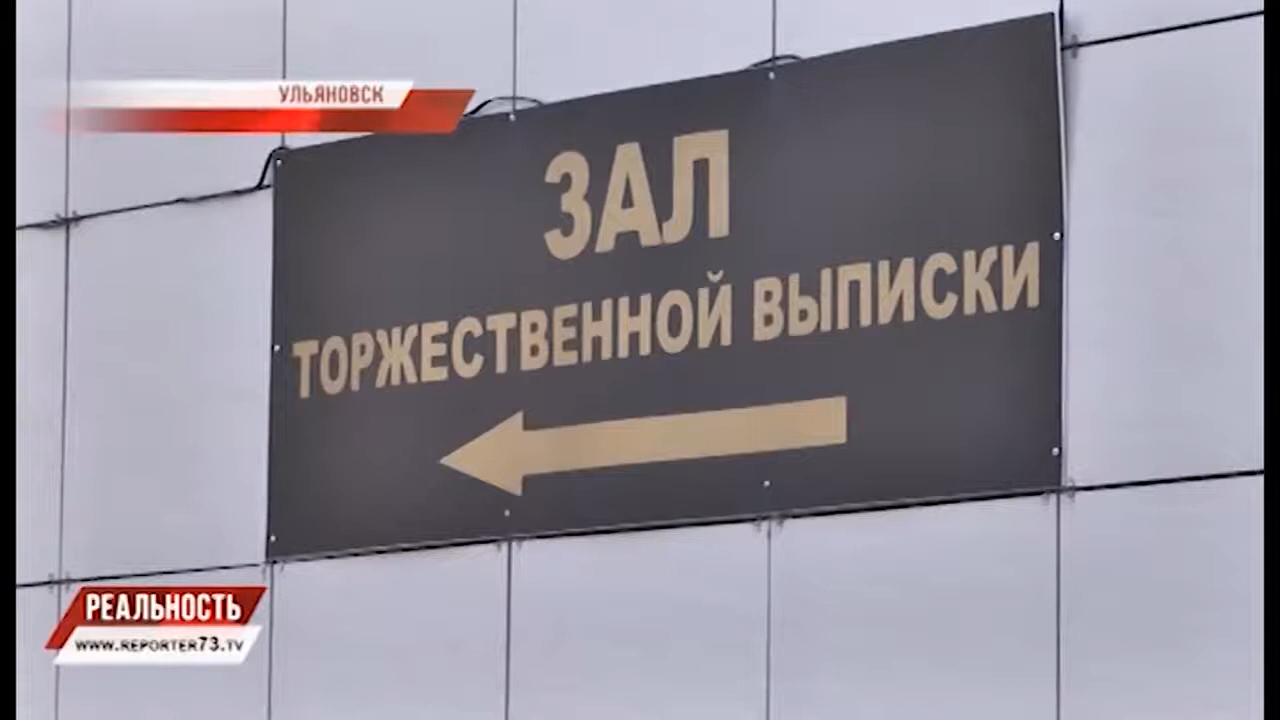 УЛЬЯНОВСК
ЗАЛ
ТОРЖЕСТВЕННОЙ ВЫПИСКИ
РЕАЛЬНОСТЬ
WWW.REPORTER73.TV